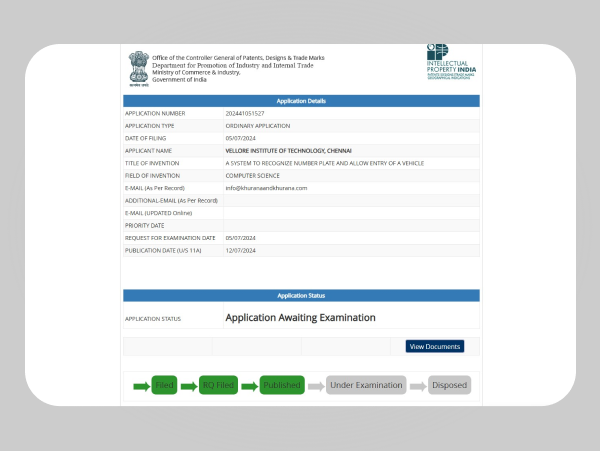 Office of the Controller General of Patents, Designs & Trade Marks
Department for Promotion of Industry and Internal Trade
Ministry of Commerce & Industry,
Government of India
INTELLECTUAL
PROPERTY INDIA
PATENTS | DESIGNS | TRADE MARKS
GEOGRAPHICAL INDICATIONS
Application Details
APPLICATION NUMBER 202441051527
APPLICATION TYPE ORDINARY APPLICATION
DATE OF FILING 05/07/2024
APPLICANT NAME VELLORE INSTITUTE OF TECHNOLOGY, CHENNAI
TITLE OF INVENTION A SYSTEM TO RECOGNIZE NUMBER PLATE AND ALLOW ENTRY OF A VEHICLE
FIELD OF INVENTION COMPUTER SCIENCE
E-MAIL (As Per Record) info@khuranaandkhurana.com
ADDITIONAL-EMAIL (As Per Record)
E-MAIL (UPDATED Online)
PRIORITY DATE
REQUEST FOR EXAMINATION DATE 05/07/2024
PUBLICATION DATE (U/S 11A) 12/07/2024
Application Status
APPLICATION STATUS Application Awaiting Examination
View Documents
Filed RQ Filed Published Under Examination Disposed